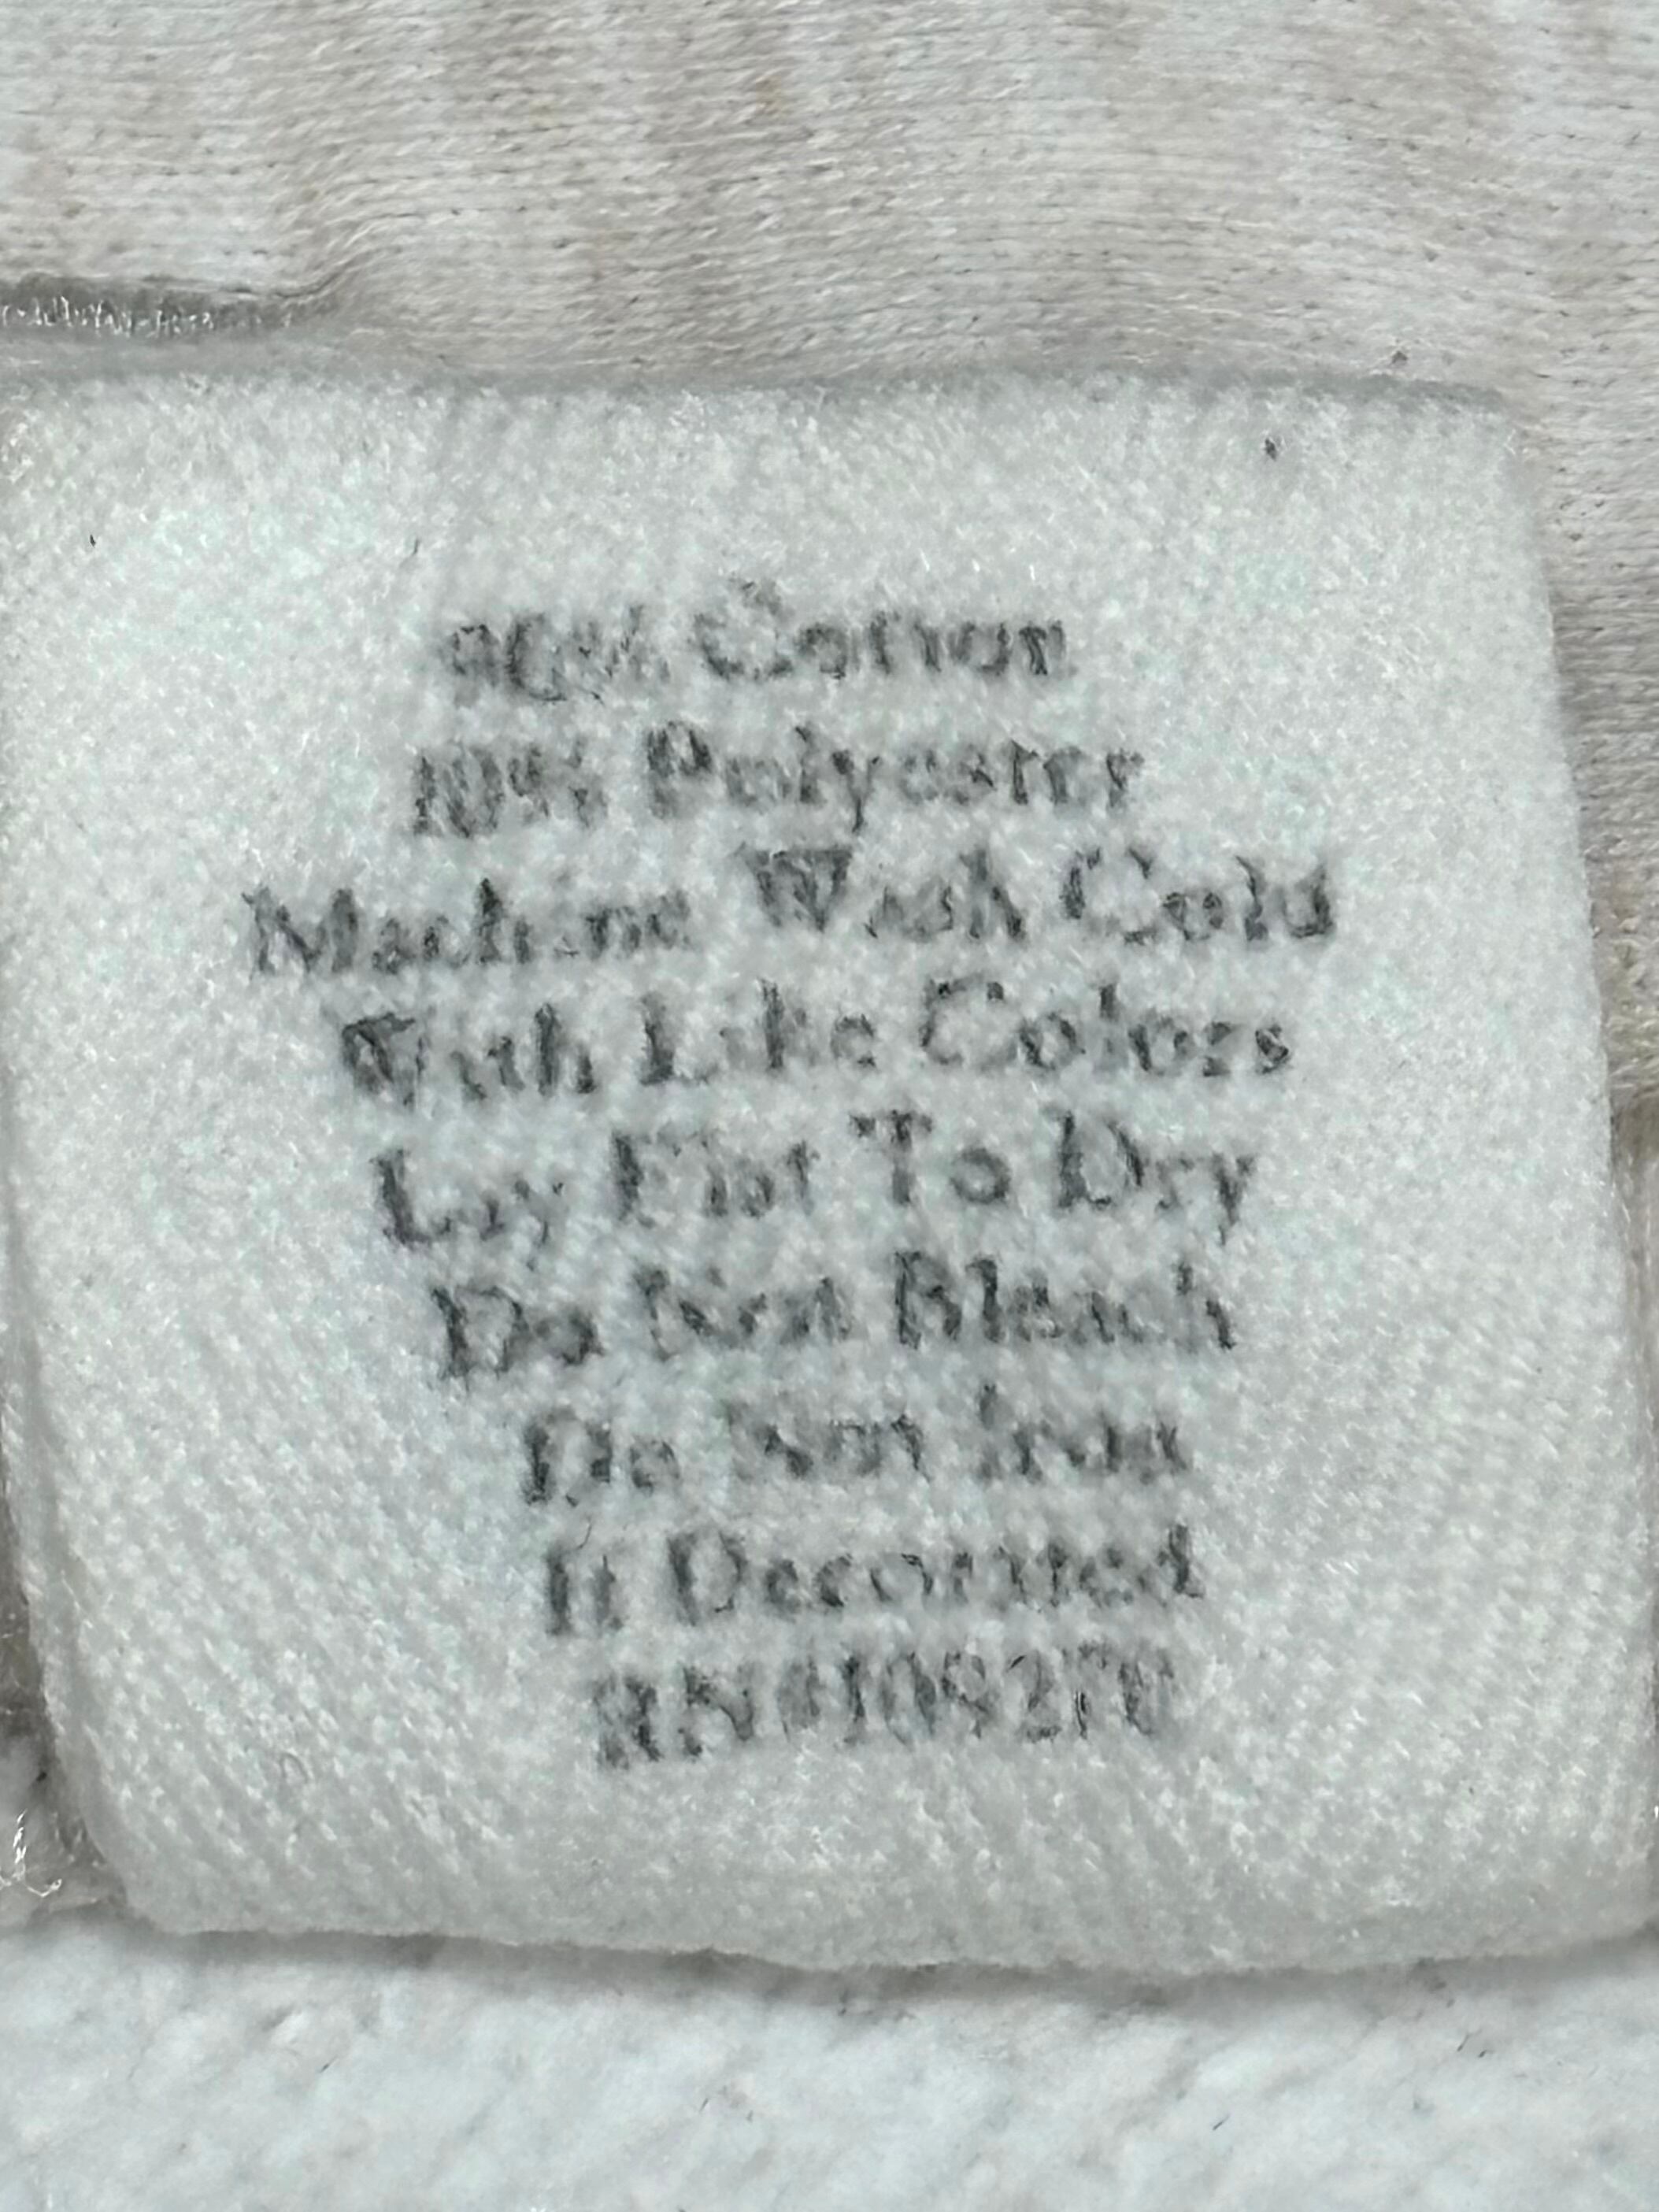 90% Cotton
10% Polyester
Machine Wash Cold
With Like Colors
Lay Flat To Dry
Do Not Bleach
Do Not Iron
If Decorated